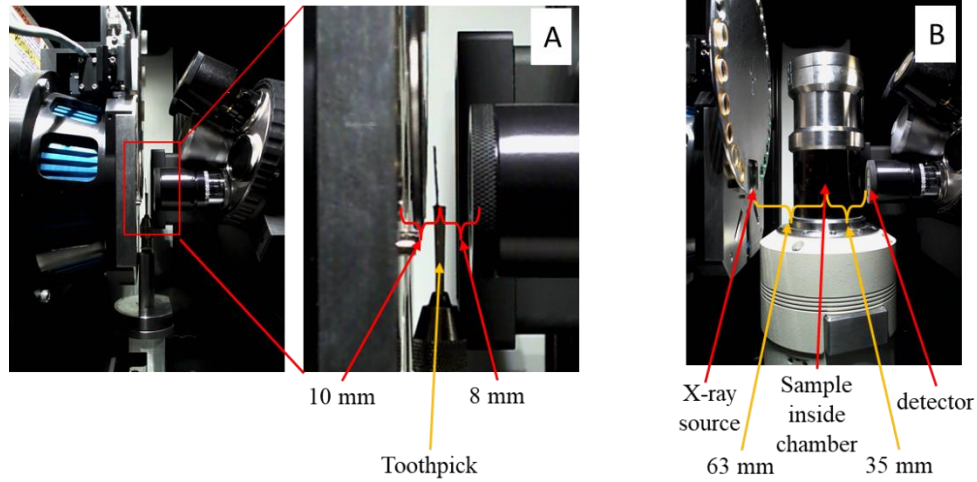 A
10 mm
8 mm
Toothpick
B
X-ray
source
Sample
inside
chamber
detector
63 mm
35 mm